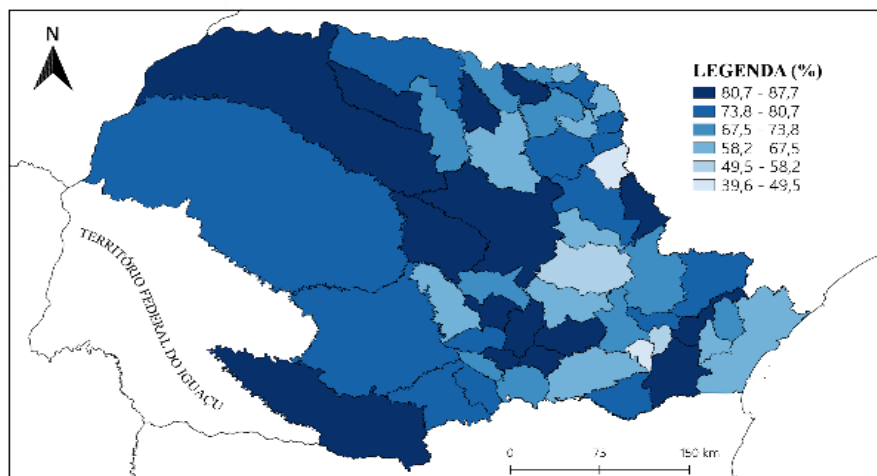 N
LEGENDA (%)
80,7 - 87,7
73,8 - 80,7
67,5 - 73,8
58,2 - 67,5
49,5 - 58,2
39,6 - 49,5
TERRITÓRIO FEDERAL DO IGUAÇU
0 75 150 km